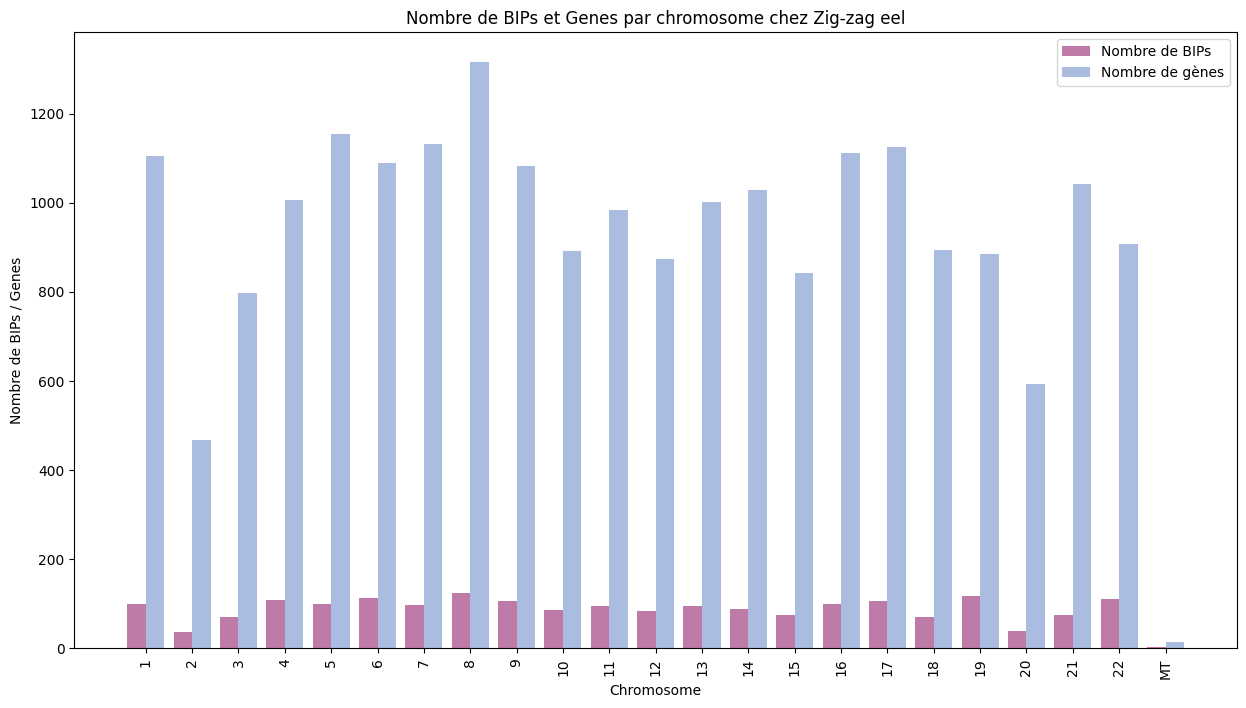 Nombre de BIPs et Genes par chromosome chez Zig-zag eel
Nombre de BIPs
Nombre de gènes
Nombre de BIPs / Genes
1200
1000
800
600
400
200
0
1 2 3 4 5 6 7 8 9 10 11 12 13 14 15 16 17 18 19 20 21 22 MT
Chromosome